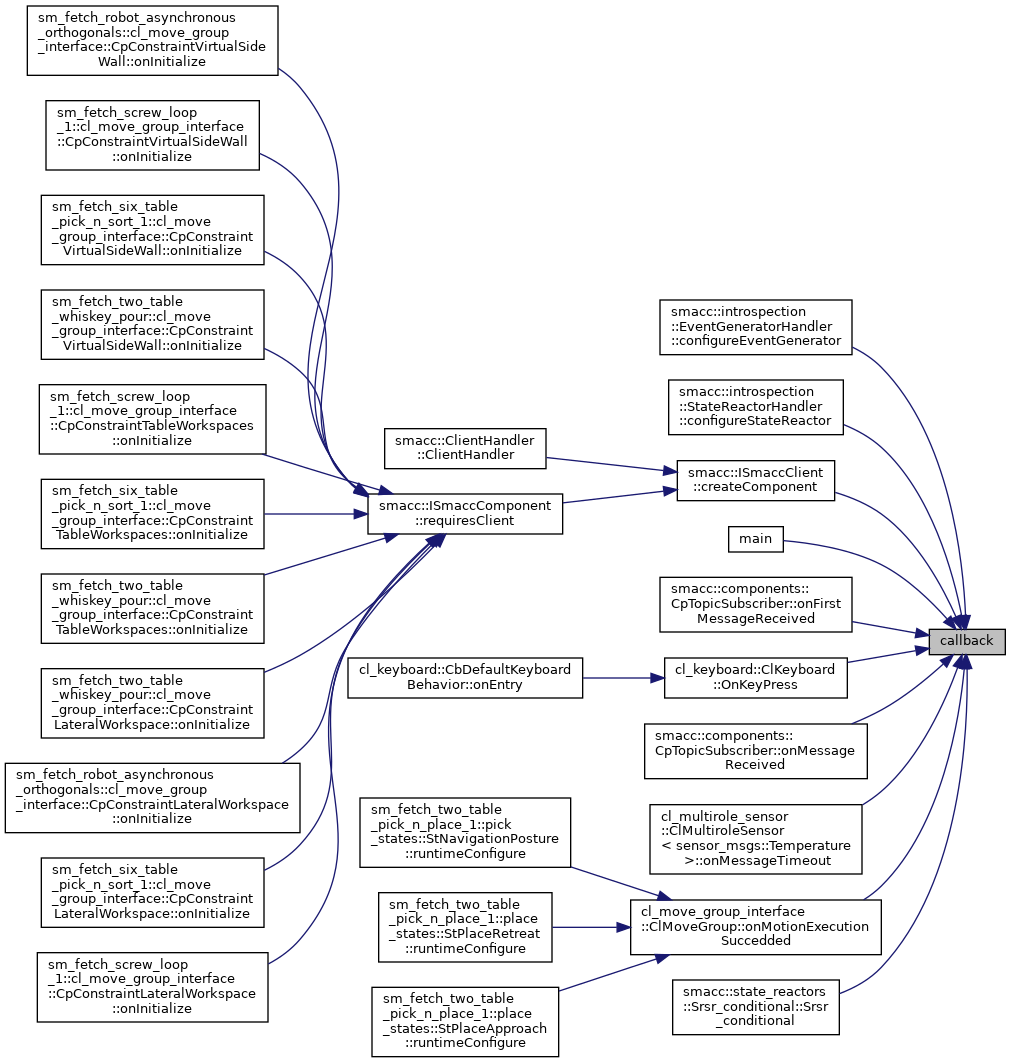 sm_fetch_robot_asynchronous
_orthogonals::cl_move_group
_interface::CpConstraintVirtualSide
Wall::onInitialize
sm_fetch_screw_loop
_1::cl_move_group_interface
::CpConstraintVirtualSideWall
::onInitialize
sm_fetch_six_table
_pick_n_sort_1::cl_move
_group_interface::CpConstraint
VirtualSideWall::onInitialize
sm_fetch_two_table
_whiskey_pour::cl_move
_group_interface::CpConstraint
VirtualSideWall::onInitialize
sm_fetch_screw_loop
_1::cl_move_group_interface
::CpConstraintTableWorkspaces
::onInitialize
sm_fetch_six_table
_pick_n_sort_1::cl_move
_group_interface::CpConstraint
TableWorkspaces::onInitialize
sm_fetch_two_table
_whiskey_pour::cl_move
_group_interface::CpConstraint
TableWorkspaces::onInitialize
sm_fetch_two_table
_whiskey_pour::cl_move
_group_interface::CpConstraint
LateralWorkspace::onInitialize
sm_fetch_robot_asynchronous
_orthogonals::cl_move_group
_interface::CpConstraintLateralWorkspace
::onInitialize
sm_fetch_six_table
_pick_n_sort_1::cl_move
_group_interface::CpConstraint
LateralWorkspace::onInitialize
sm_fetch_screw_loop
_1::cl_move_group_interface
::CpConstraintLateralWorkspace
::onInitialize
smacc::ClientHandler
::ClientHandler
smacc::ISmaccComponent
::requiresClient
cl_keyboard::CbDefaultKeyboard
Behavior::onEntry
sm_fetch_two_table
_pick_n_place_1::pick
_states::StNavigationPosture
::runtimeConfigure
sm_fetch_two_table
_pick_n_place_1::place
_states::StPlaceRetreat
::runtimeConfigure
sm_fetch_two_table
_pick_n_place_1::place
_states::StPlaceApproach
::runtimeConfigure
smacc::introspection
::EventGeneratorHandler
::configureEventGenerator
smacc::introspection
::StateReactorHandler
::configureStateReactor
smacc::ISmaccClient
::createComponent
main
smacc::components::
CpTopicSubscriber::onFirst
MessageReceived
cl_keyboard::ClKeyboard
::OnKeyPress
smacc::components::
CpTopicSubscriber::onMessage
Received
cl_multirole_sensor
::ClMultiroleSensor
< sensor_msgs::Temperature
>::onMessageTimeout
cl_move_group_interface
::ClMoveGroup::onMotionExecution
Succedded
smacc::state_reactors
::Srsr_conditional::Srsr
_conditional
callback